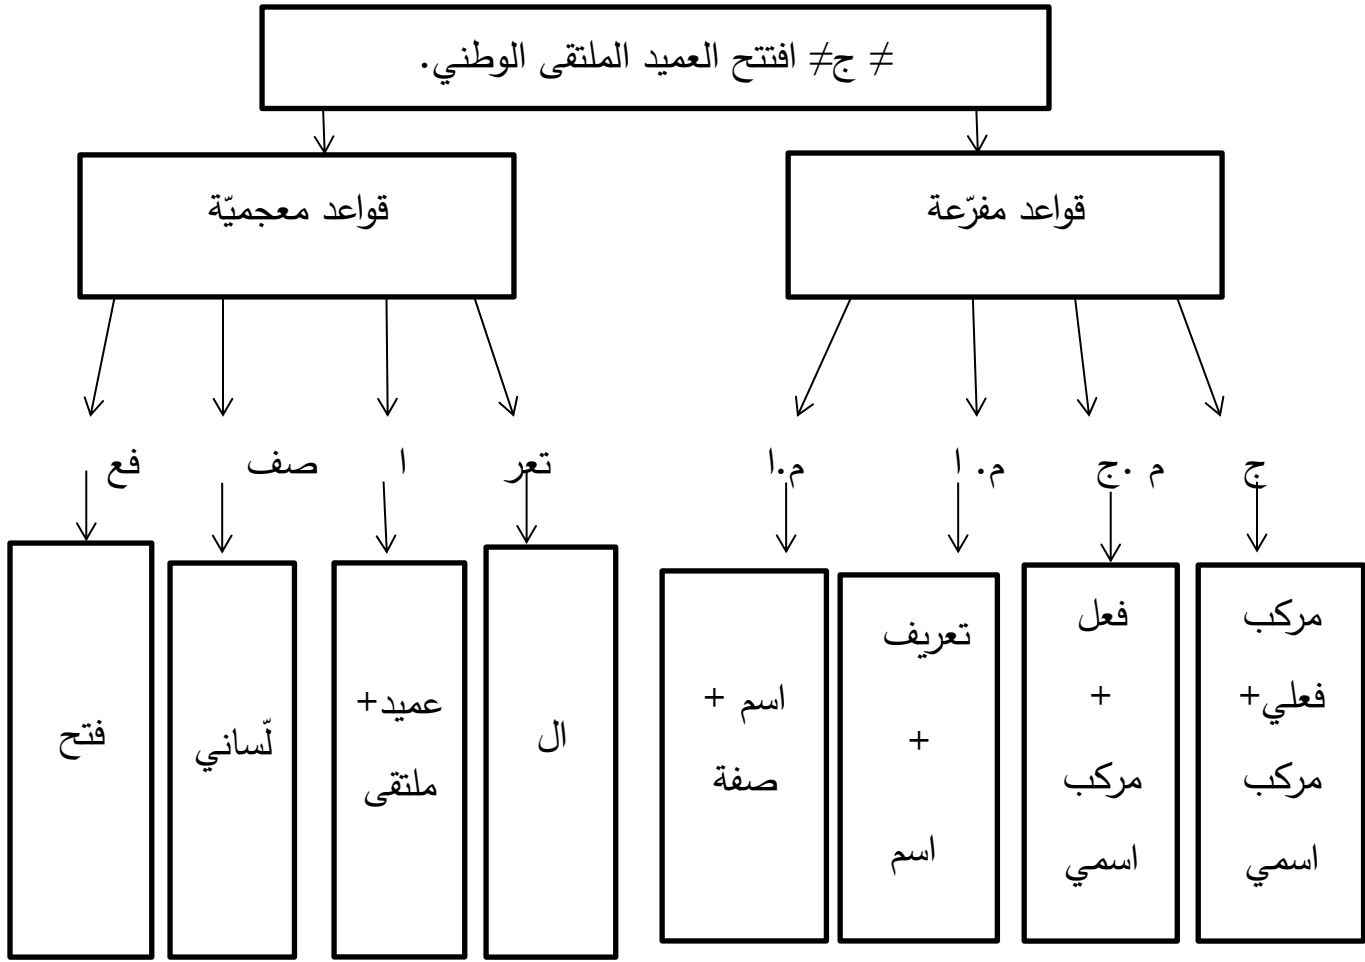 ≠ ج≠ افتتح العميد الملتقى الوطني.
قواعد مفرّعة
قواعد معجميّة
ج
م .ج
م. ا
م.ا
تعر
ا
صف
فع
مركب
فعلي+
مركب
اسمي
فعل
+
مركب
اسمي
تعريف
+
اسم
اسم +
صفة
ال
عميد+
ملتقى
لّساني
فتح